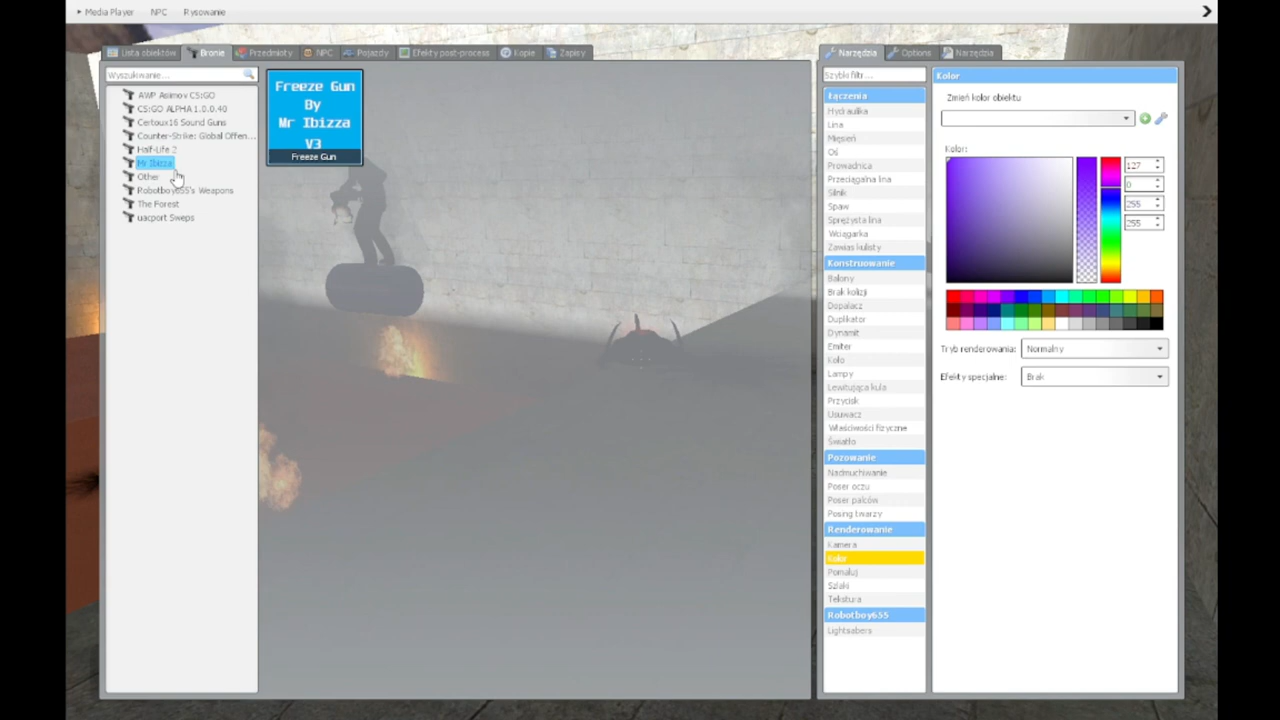 Media Player NPC Rysowanie
Lista obiektów Bronie Przedmioty NPC Pojazdy Efekty post-process Kopie Zapisy
Wyszukiwanie...
AWP Asimov CS:GO
CS:GO ALPHA 1.0.0.40
Certoux16 Sound Guns
Counter-Strike: Global Offen...
Half-Life 2
Mr Ibizza
Other
Robotboy655's Weapons
The Forest
uacport Sweps
Freeze Gun
By
Mr Ibizza
V3
Freeze Gun
Narzędzia Options Narzędzia
Szybki filtr...
Łączenia
Hydraulika
Lina
Mięsień
Oś
Prowadnica
Przeciągalna lina
Silnik
Spaw
Sprężysta lina
Wciągarka
Zawias kulisty
Konstruowanie
Balony
Brak kolizji
Dopalacz
Duplikator
Dynamit
Emiter
Koło
Lampy
Lewitująca kula
Przycisk
Usuwacz
Właściwości fizyczne
Światło
Pozowanie
Nadmuchiwanie
Poser oczu
Poser palców
Posing twarzy
Renderowanie
Kamera
Kolor
Pomaluj
Szlaki
Tekstura
Robotboy655
Lightsabers
Kolor
Zmień kolor obiektu
Kolor:
127
0
255
255
Tryb renderowania: Normalny
Efekty specjalne: Brak